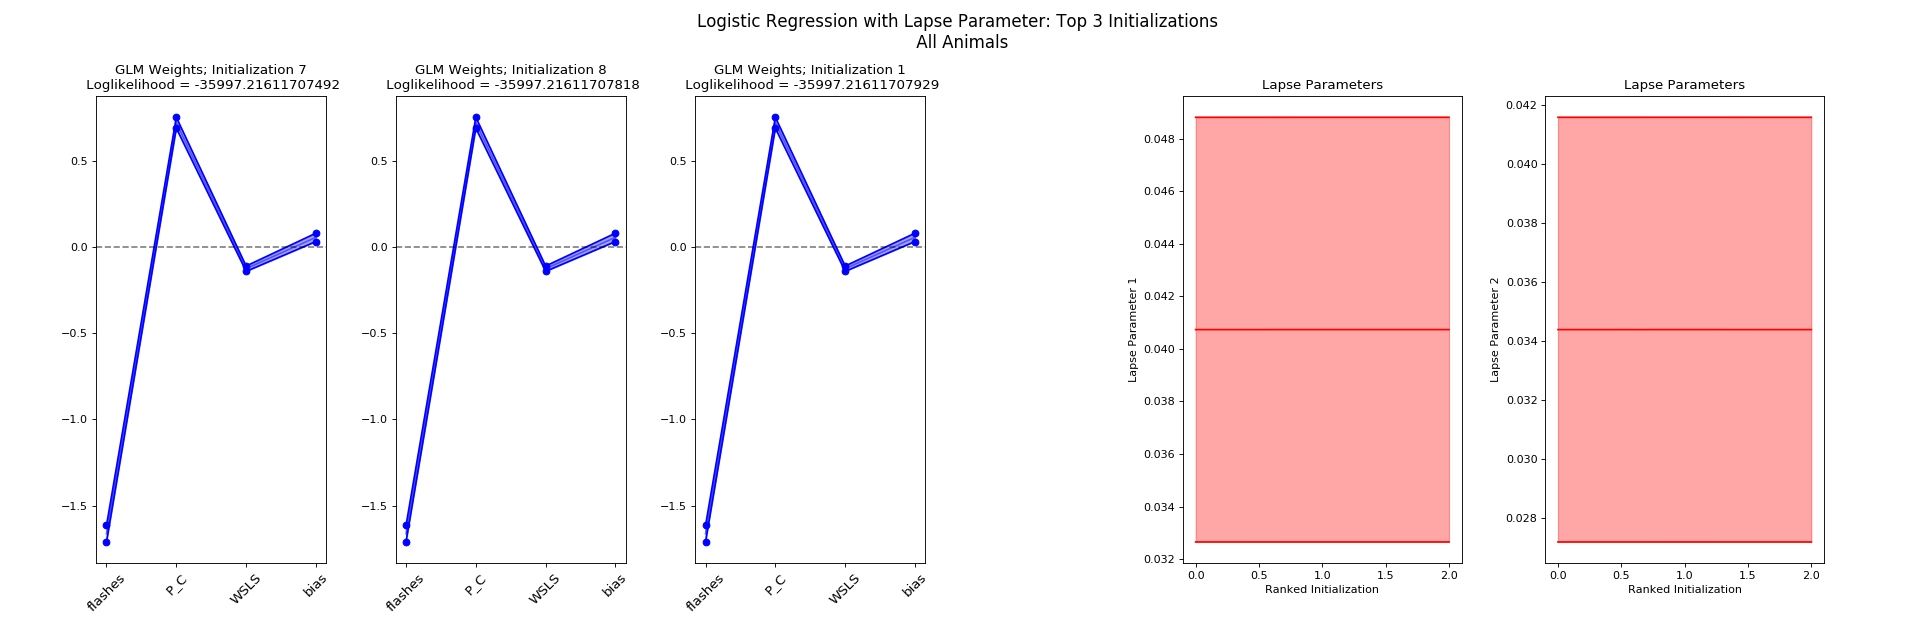 Logistic Regression with Lapse Parameter: Top 3 Initializations
All Animals
GLM Weights; Initialization 7
Loglikelihood = -35997.21611707492
0.5
0.0
−0.5
−1.0
−1.5
flashes
P_C
WSLS
bias
GLM Weights; Initialization 8
Loglikelihood = -35997.21611707818
0.5
0.0
−0.5
−1.0
−1.5
flashes
P_C
WSLS
bias
GLM Weights; Initialization 1
Loglikelihood = -35997.21611707929
0.5
0.0
−0.5
−1.0
−1.5
flashes
P_C
WSLS
bias
Lapse Parameters
Lapse Parameter 1
0.048
0.046
0.044
0.042
0.040
0.038
0.036
0.034
0.032
0.0 0.5 1.0 1.5 2.0
Ranked Initialization
Lapse Parameters
Lapse Parameter 2
0.042
0.040
0.038
0.036
0.034
0.032
0.030
0.028
0.0 0.5 1.0 1.5 2.0
Ranked Initialization